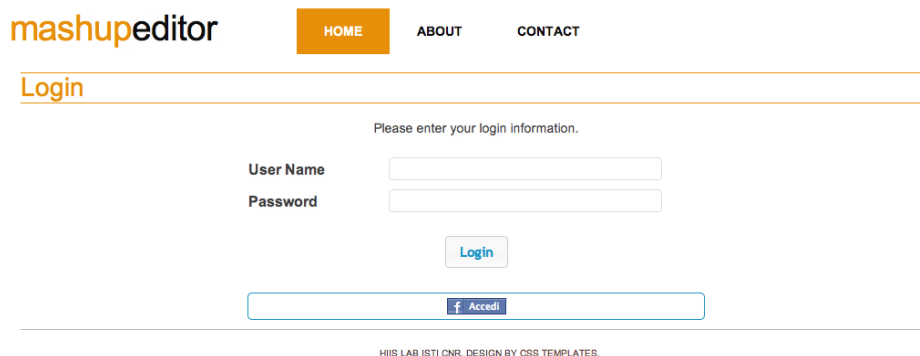 mashupeditor
HOME ABOUT CONTACT
Login
Please enter your login information.
User Name
Password
Login
f Accedi
HIIS LAB ISTI CNR. DESIGN BY CSS TEMPLATES.